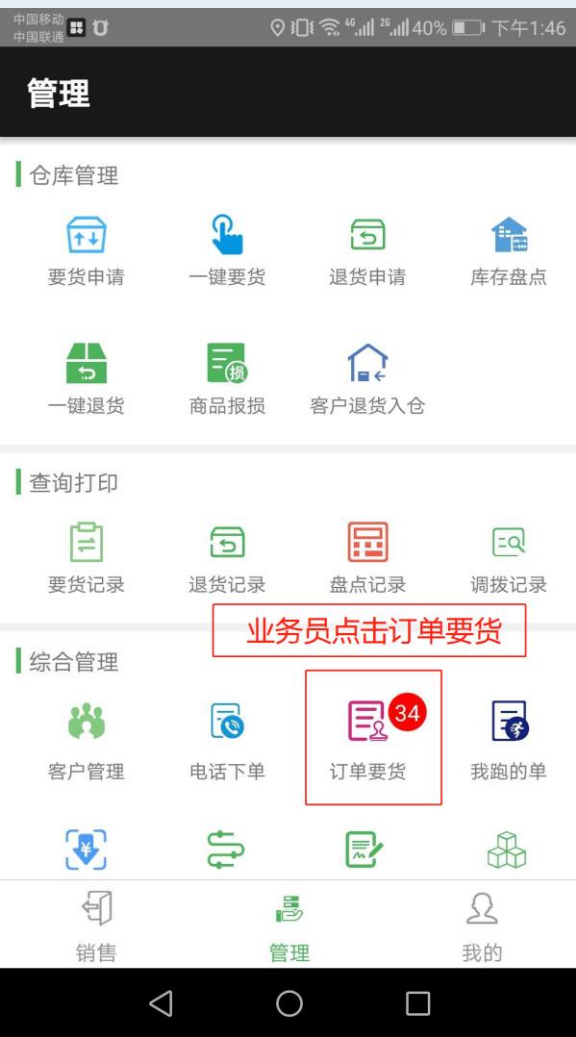 中国移动
中国联通
4G 2G 40% 下午1:46
管理
仓库管理
要货申请 一键要货 退货申请 库存盘点
损
一键退货 商品报损 客户退货入仓
查询打印
要货记录 退货记录 盘点记录 调拨记录
业务员点击订单要货
综合管理
34
客户管理 电话下单 订单要货 我跑的单
¥
销售 管理 我的